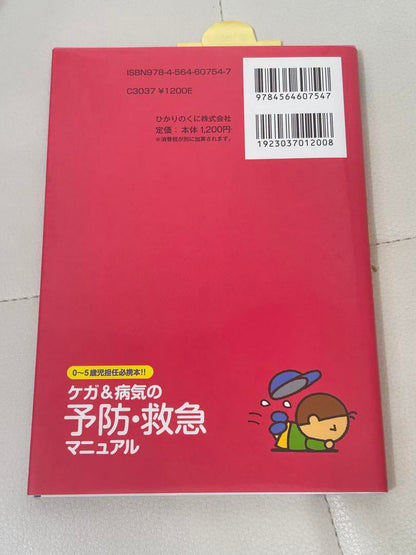 ISBN978-4-564-60754-7
C3037 ¥1200E
ひかりのくに株式会社
定価：本体1,200円
※消費税が別に加算されます。
9784564607547
1923037012008
0〜5歳児担任必携本!!
ケガ&病気の
予防・救急
マニュアル